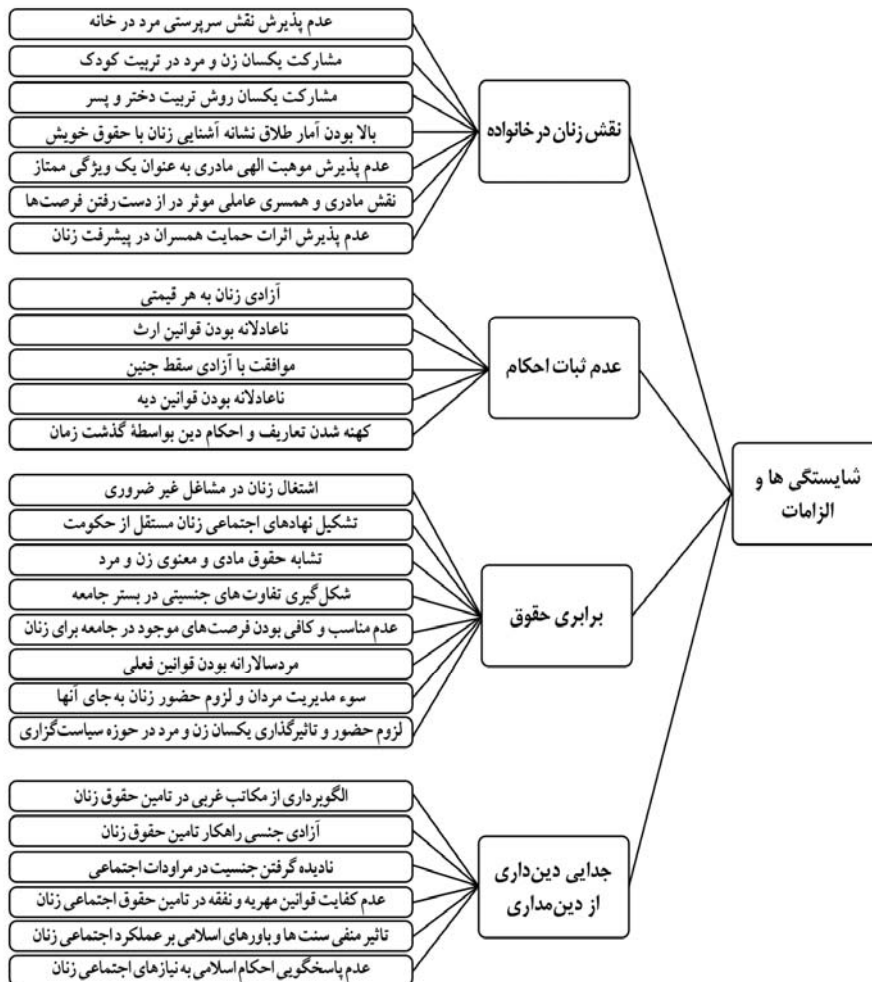 شایستگی ها و
الزامات
نقش زنان در خانواده
عدم پذیرش نقش سرپرستی مرد در خانه
مشارکت یکسان زن و مرد در تربیت کودک
مشارکت یکسان روش تربیت دختر و پسر
بالا بودن آمار طلاق نشانه آشنایی زنان با حقوق خویش
عدم پذیرش موهبت الهی مادری به عنوان یک ویژگی ممتاز
نقش مادری و همسری عاملی موثر در از دست رفتن فرصت‌ها
عدم پذیرش اثرات حمایت همسران در پیشرفت زنان
عدم ثبات احکام
آزادی زنان به هر قیمتی
ناعادلانه بودن قوانین ارث
موافقت با آزادی سقط جنین
ناعادلانه بودن قوانین دیه
کهنه شدن تعاریف و احکام دین بواسطهٔ گذشت زمان
برابری حقوق
اشتغال زنان در مشاغل غیر ضروری
تشکیل نهادهای اجتماعی زنان مستقل از حکومت
تشابه حقوق مادی و معنوی زن و مرد
شکل‌گیری تفاوت‌های جنسیتی در بستر جامعه
عدم مناسب و کافی بودن فرصت‌های موجود در جامعه برای زنان
مردسالارانه بودن قوانین فعلی
سوء مدیریت مردان و لزوم حضور زنان به جای آنها
لزوم حضور و تاثیرگذاری یکسان زن و مرد در حوزه سیاست‌گزاری
جدایی دین‌داری
از دین‌مداری
الگوبرداری از مکاتب غربی در تامین حقوق زنان
آزادی جنسی راهکار تامین حقوق زنان
نادیده گرفتن جنسیت در مراودات اجتماعی
عدم کفایت قوانین مهریه و نفقه در تامین حقوق اجتماعی زنان
تاثیر منفی سنت ها و باورهای اسلامی بر عملکرد اجتماعی زنان
عدم پاسخگویی احکام اسلامی به نیازهای اجتماعی زنان